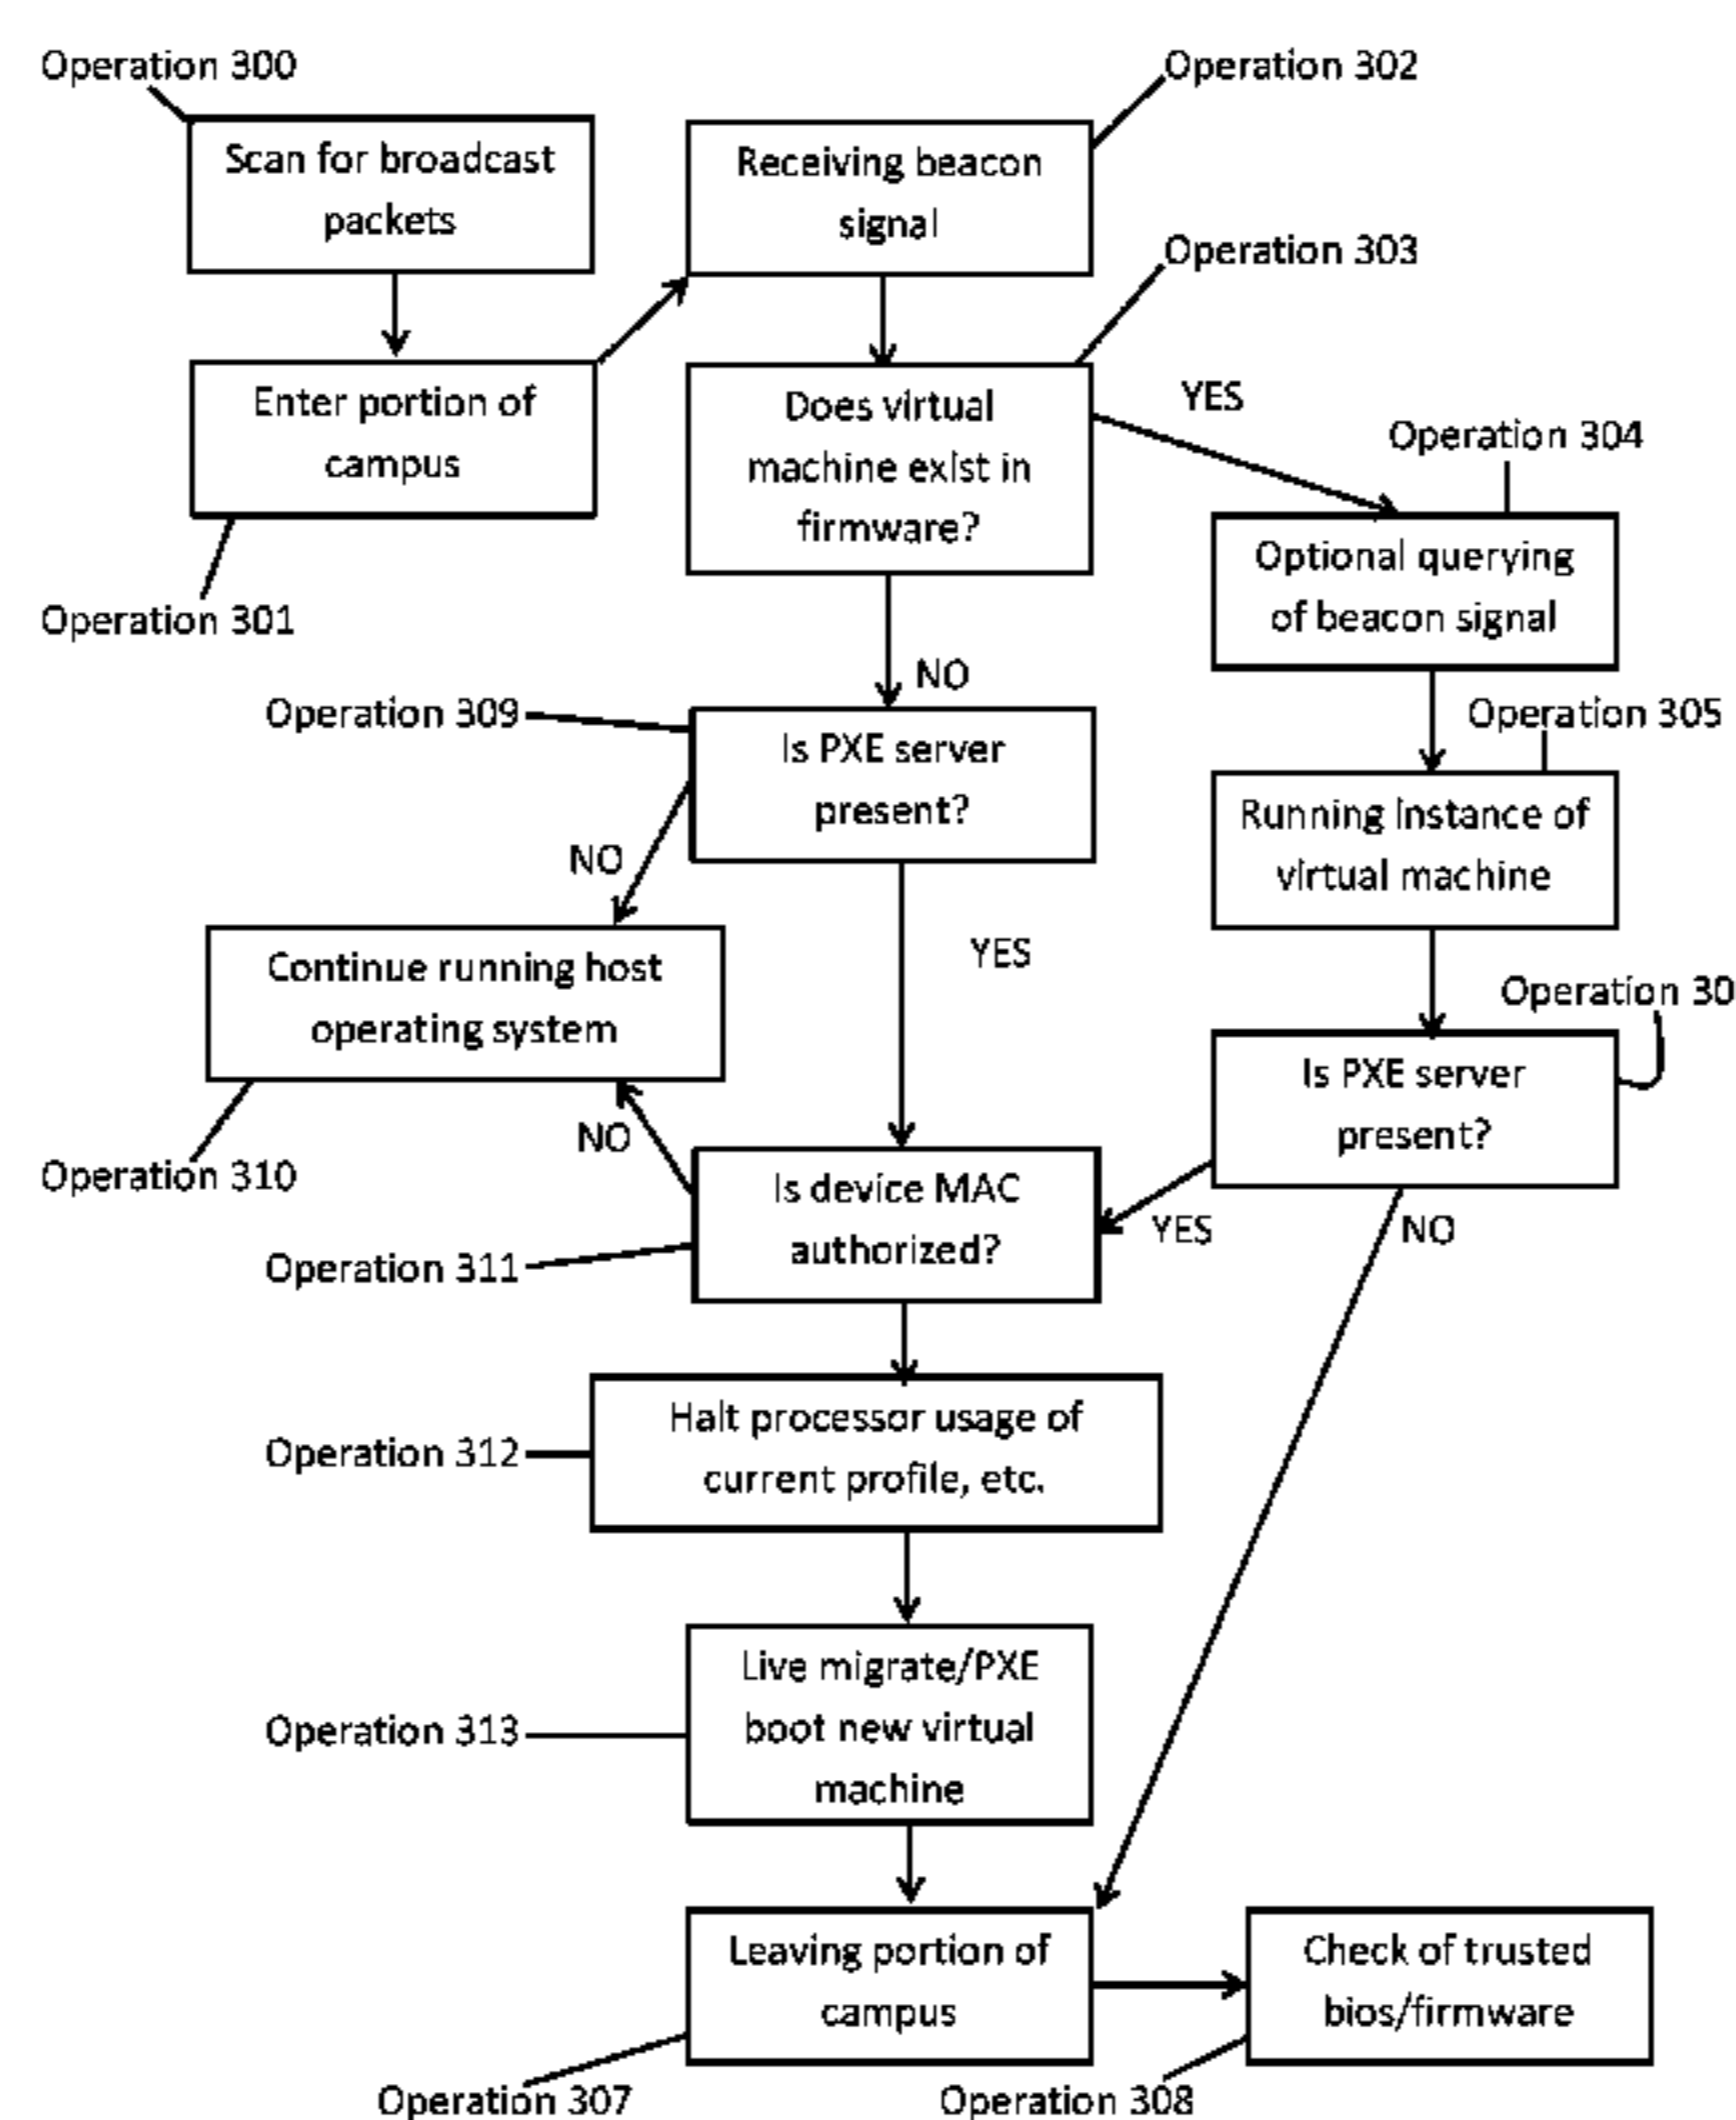 Operation 300
Scan for broadcast
packets
Enter portion of
campus
Operation 301
Operation 302
Receiving beacon
signal
Operation 303
Does virtual
machine exist in
firmware?
YES
Operation 304
Optional querying
of beacon signal
NO
Operation 305
Running instance of
virtual machine
Operation 309
Is PXE server
present?
NO
YES
Continue running host
operating system
Operation 310
Operation 30
Is PXE server
present?
YES
NO
NO
Is device MAC
authorized?
Operation 311
Halt processor usage of
current profile, etc.
Operation 312
Live migrate/PXE
boot new virtual
machine
Operation 313
Leaving portion of
campus
Operation 307
Check of trusted
bios/firmware
Operation 308